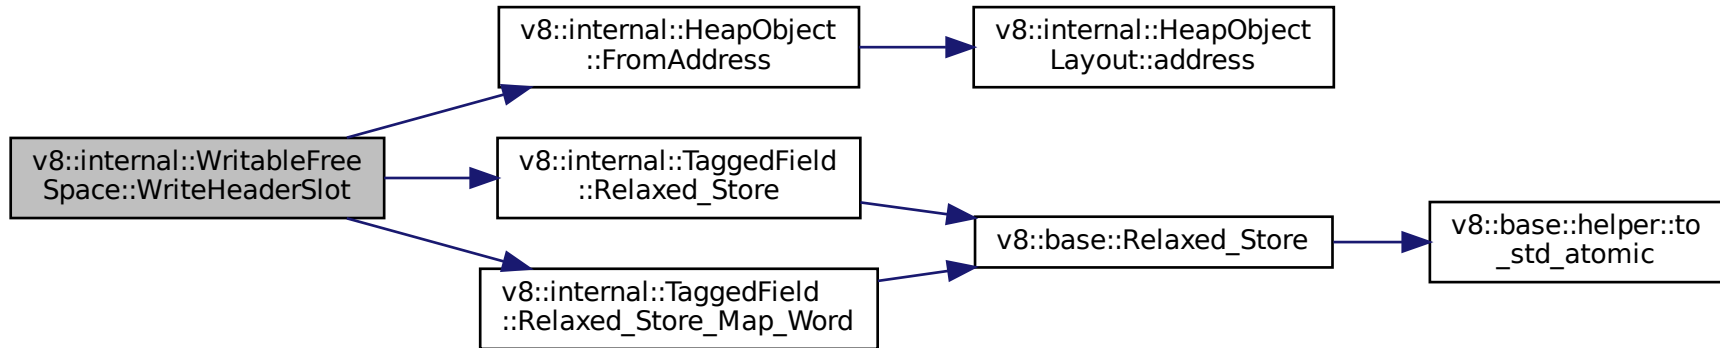 v8::internal::WritableFree
Space::WriteHeaderSlot
v8::internal::HeapObject
::FromAddress
v8::internal::HeapObject
Layout::address
v8::internal::TaggedField
::Relaxed_Store
v8::internal::TaggedField
::Relaxed_Store_Map_Word
v8::base::Relaxed_Store
v8::base::helper::to
_std_atomic